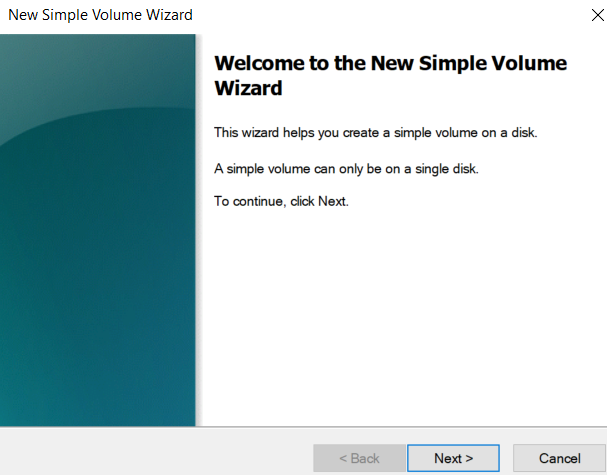 New Simple Volume Wizard
Welcome to the New Simple Volume
Wizard
This wizard helps you create a simple volume on a disk.
A simple volume can only be on a single disk.
To continue, click Next.
< Back
Next >
Cancel